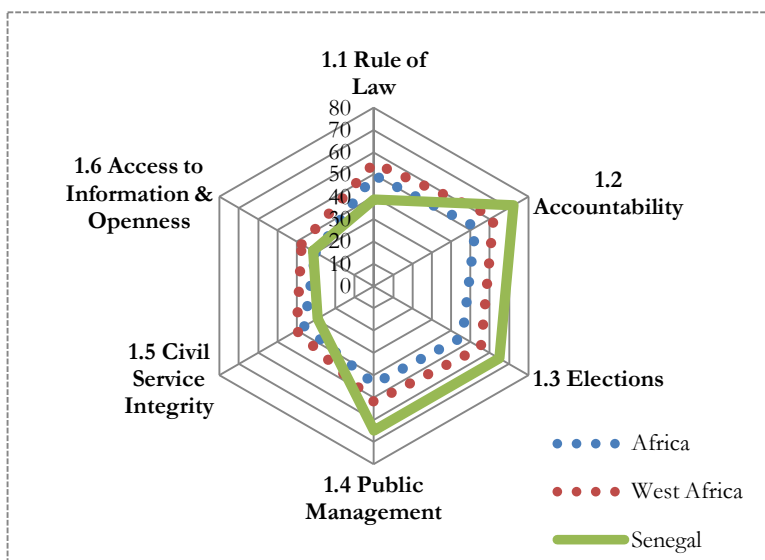 1.1 Rule of
Law
80
70
60
50
40
30
20
10
0
1.2
Accountability
1.3 Elections
1.4 Public
Management
1.5 Civil
Service
Integrity
1.6 Access to
Information &
Openness
Africa
West Africa
Senegal